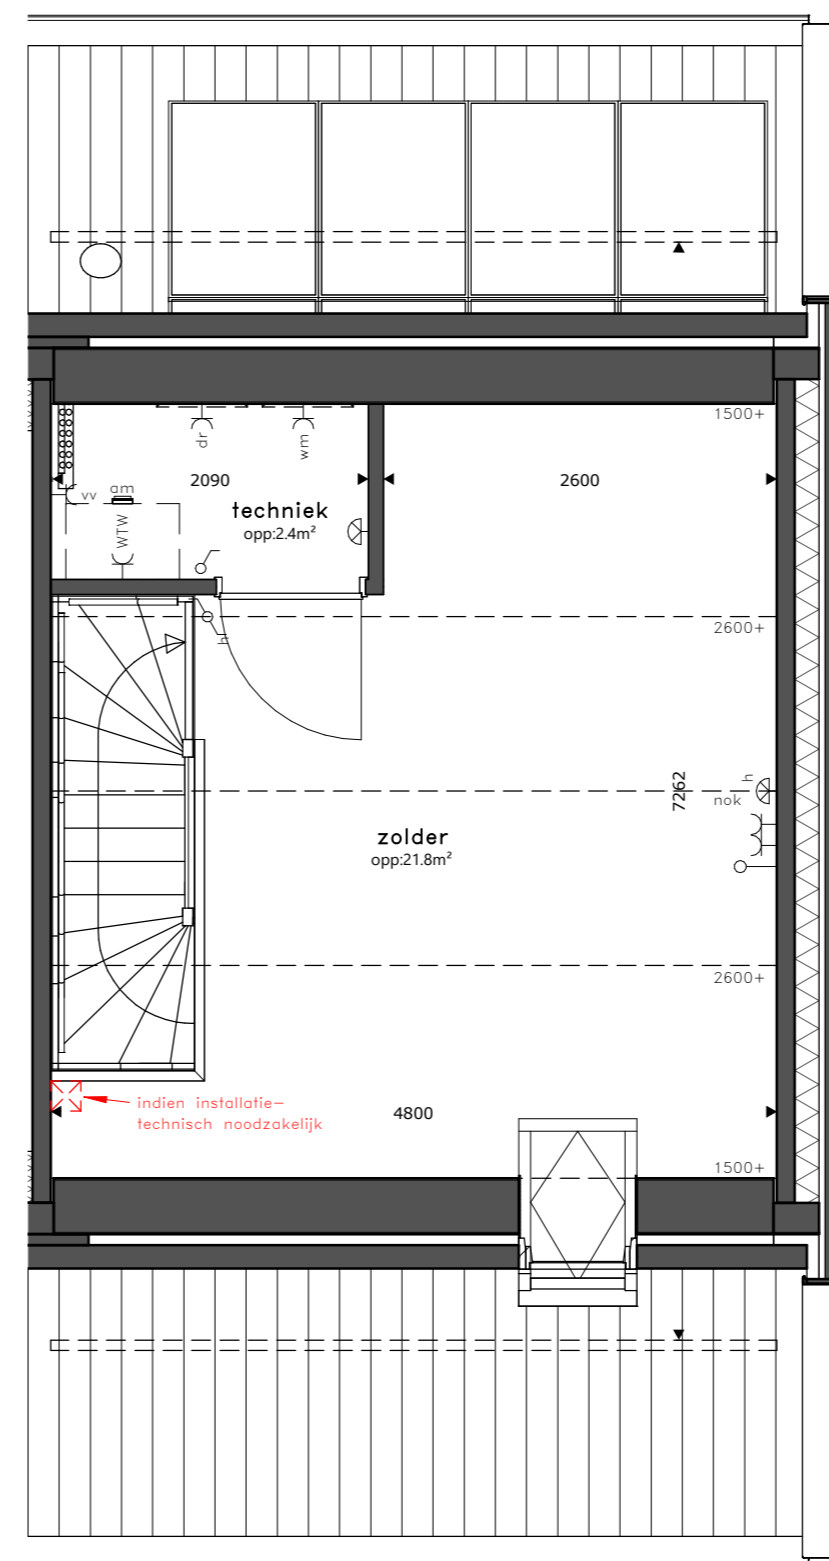 1500+
dr
wm
2090
2600
vv
am
WTW
techniek
opp:2.4m²
h
2600+
7262
h
nok
zolder
opp:21.8m²
2600+
indien installatie–
technisch noodzakelijk
4800
1500+